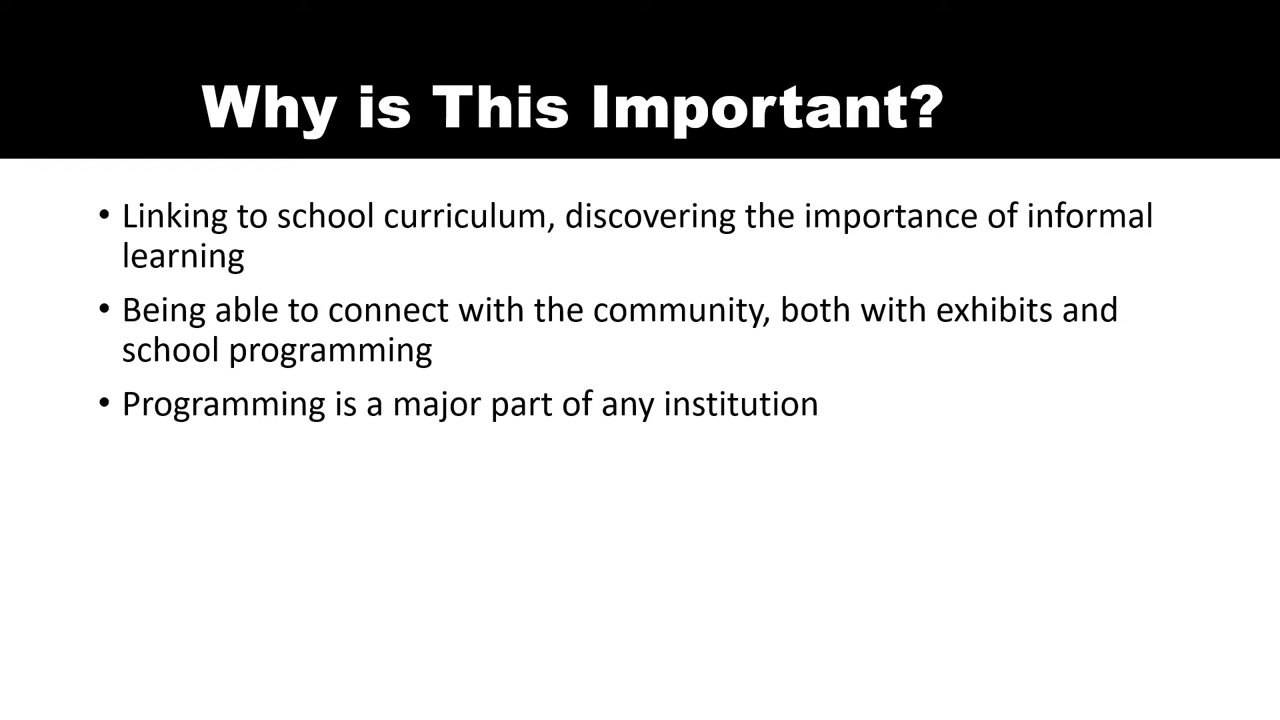 Why is This Important?
• Linking to school curriculum, discovering the importance of informal
learning
• Being able to connect with the community, both with exhibits and
school programming
• Programming is a major part of any institution